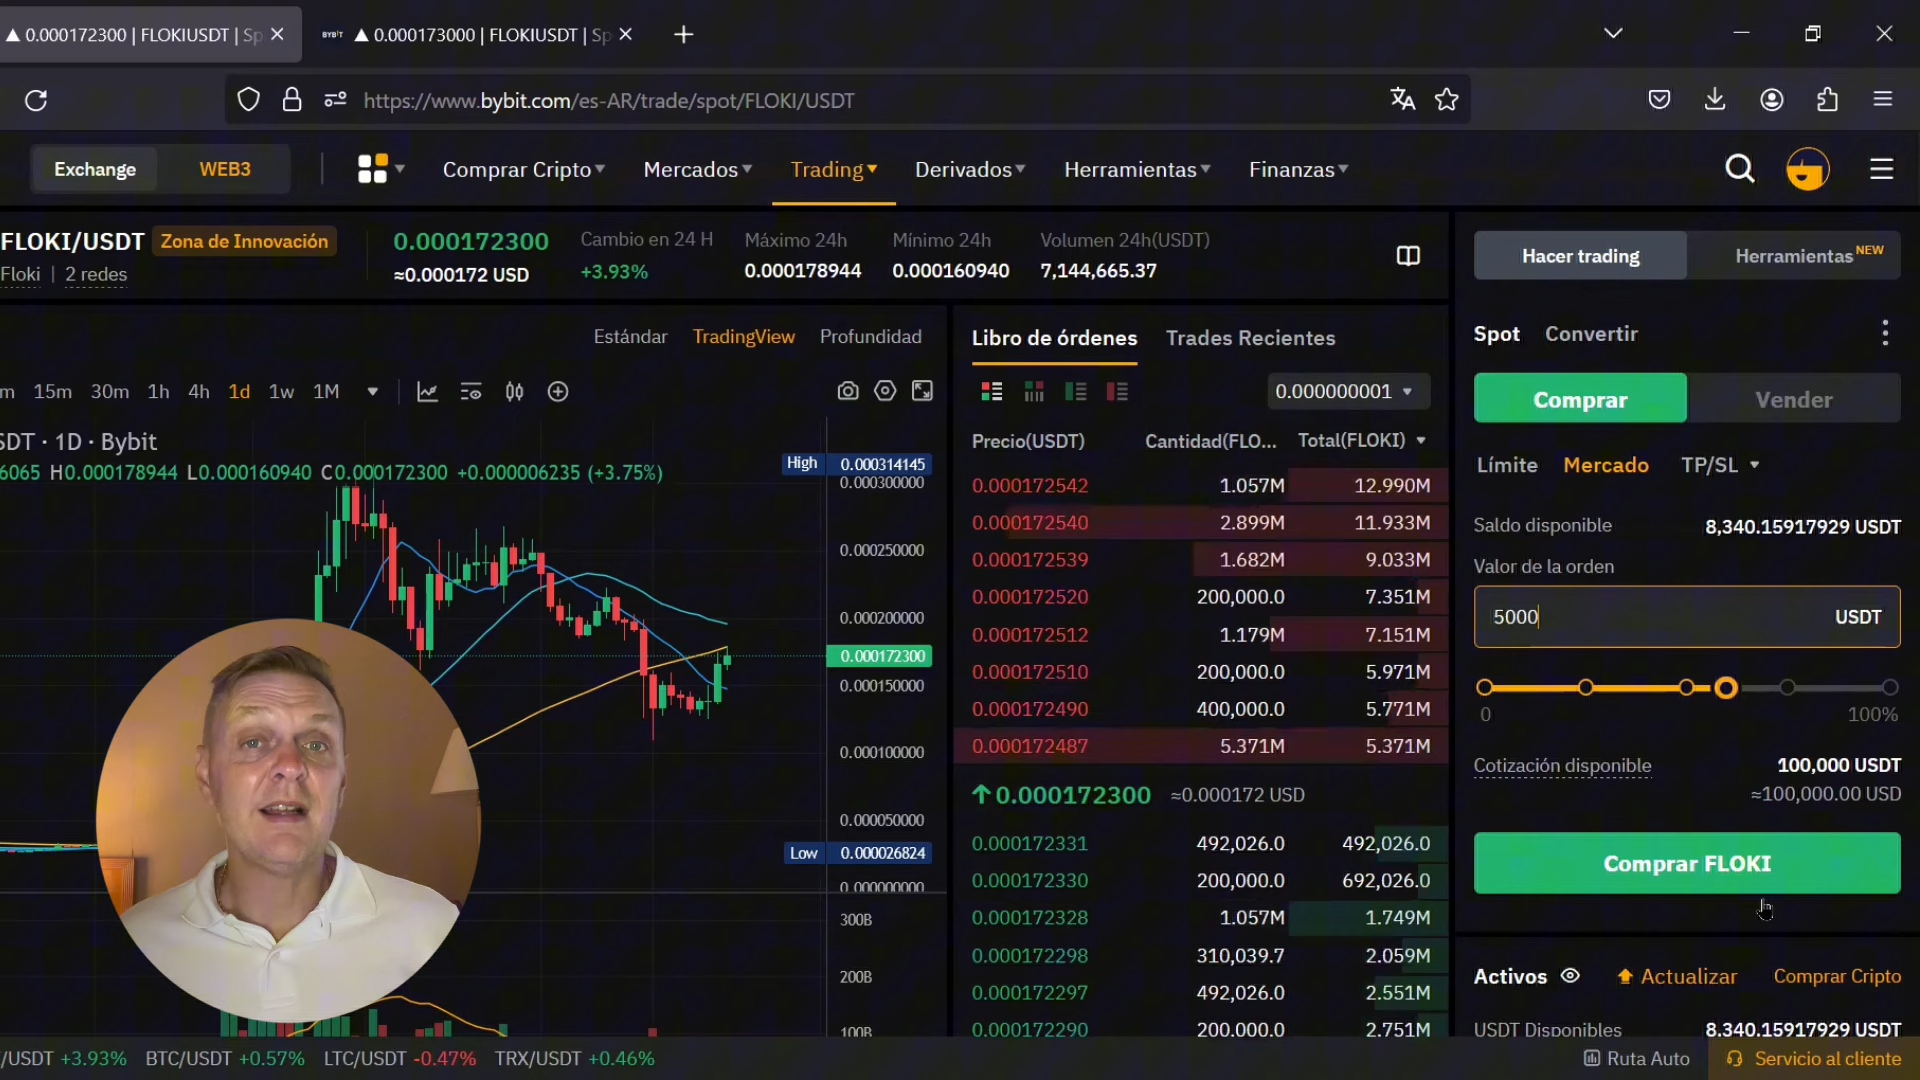 ▲ 0.000172300 | FLOKIUSDT | Sp
BYBIT ▲ 0.000173000 | FLOKIUSDT | Sp
https://www.bybit.com/es-AR/trade/spot/FLOKI/USDT
Exchange WEB3 Comprar Cripto Mercados Trading Derivados Herramientas Finanzas
FLOKI/USDT Zona de Innovación
Floki | 2 redes
0.000172300
≈0.000172 USD
Cambio en 24 H
+3.93%
Máximo 24h
0.000178944
Mínimo 24h
0.000160940
Volumen 24h(USDT)
7,144,665.37
Estándar TradingView Profundidad
m 15m 30m 1h 4h 1d 1w 1M
SDT · 1D · Bybit
6065 H0.000178944 L0.000160940 C0.000172300 +0.000006235 (+3.75%)
High 0.000314145
0.000300000
0.000250000
0.000200000
0.000172300
0.000150000
0.000100000
0.000050000
Low 0.000026824
0.000000000
300B
200B
100B
Libro de órdenes Trades Recientes
0.000000001
Precio(USDT) Cantidad(FLO... Total(FLOKI)
0.000172542 1.057M 12.990M
0.000172540 2.899M 11.933M
0.000172539 1.682M 9.033M
0.000172520 200,000.0 7.351M
0.000172512 1.179M 7.151M
0.000172510 200,000.0 5.971M
0.000172490 400,000.0 5.771M
0.000172487 5.371M 5.371M
0.000172300 ≈0.000172 USD
0.000172331 492,026.0 492,026.0
0.000172330 200,000.0 692,026.0
0.000172328 1.057M 1.749M
0.000172298 310,039.7 2.059M
0.000172297 492,026.0 2.551M
0.000172290 200,000.0 2.751M
Hacer trading Herramientas NEW
Spot Convertir
Comprar Vender
Límite Mercado TP/SL
Saldo disponible 8,340.15917929 USDT
Valor de la orden
5000 USDT
0 100%
Cotización disponible 100,000 USDT
≈100,000.00 USD
Comprar FLOKI
Activos Actualizar Comprar Cripto
USDT Disponibles 8,340.15917929 USDT
/USDT +3.93% BTC/USDT +0.57% LTC/USDT -0.47% TRX/USDT +0.46%
Ruta Auto Servicio al cliente